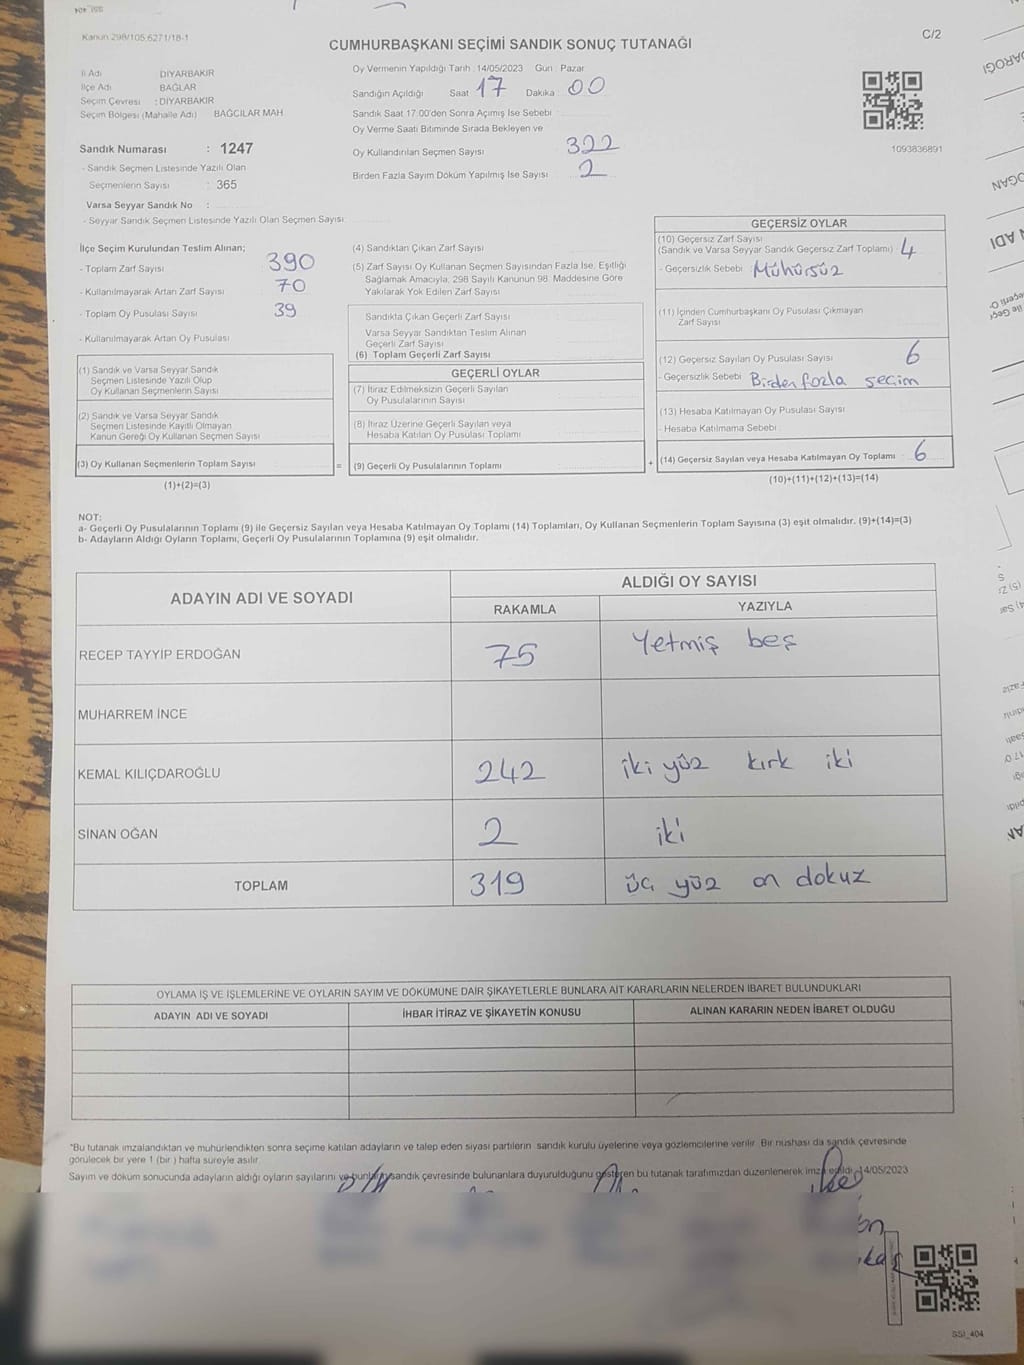 Kanun 298/105.6271/18-1
C/2
CUMHURBAŞKANI SEÇİMİ SANDIK SONUÇ TUTANAĞI
İl Adı DİYARBAKIR
İlçe Adı BAĞLAR
Seçim Çevresi : DİYARBAKIR
Seçim Bölgesi (Mahalle Adı) BAĞCILAR MAH
Sandık Numarası : 1247
- Sandık Seçmen Listesinde Yazılı Olan
Seçmenlerin Sayısı : 365
Varsa Seyyar Sandık No :
- Seyyar Sandık Seçmen Listesinde Yazılı Olan Seçmen Sayısı
Oy Vermenin Yapıldığı Tarih : 14/05/2023 Gün : Pazar
Sandığın Açıldığı Saat 17 Dakika : 00
Sandık Saat 17:00'den Sonra Açımış İse Sebebi
Oy Verme Saati Bitiminde Sırada Bekleyen ve
Oy Kullandırılan Seçmen Sayısı 322
Birden Fazla Sayım Döküm Yapılmış İse Sayısı 2
1093836891
İlçe Seçim Kurulundan Teslim Alınan;
- Toplam Zarf Sayısı 390
- Kullanılmayarak Artan Zarf Sayısı 70
- Toplam Oy Pusulası Sayısı 39
- Kullanılmayarak Artan Oy Pusulası
(1) Sandık ve Varsa Seyyar Sandık
Seçmen Listesinde Yazılı Olup
Oy Kullanan Seçmenlerin Sayısı
(2) Sandık ve Varsa Seyyar Sandık
Seçmen Listesinde Kayıtlı Olmayan
Kanun Gereği Oy Kullanan Seçmen Sayısı
(3) Oy Kullanan Seçmenlerin Toplam Sayısı
(1)+(2)=(3)
(4) Sandıktan Çıkan Zarf Sayısı
(5) Zarf Sayısı Oy Kullanan Seçmen Sayısından Fazla İse, Eşitliği
Sağlamak Amacıyla, 298 Sayılı Kanunun 98. Maddesine Göre
Yakılarak Yok Edilen Zarf Sayısı
Sandıkta Çıkan Geçerli Zarf Sayısı
Varsa Seyyar Sandıktan Teslim Alınan
Geçerli Zarf Sayısı
(6) Toplam Geçerli Zarf Sayısı
GEÇERLİ OYLAR
(7) İtiraz Edilmeksizin Geçerli Sayılan
Oy Pusulalarının Sayısı
(8) İtiraz Üzerine Geçerli Sayılan veya
Hesaba Katılan Oy Pusulası Toplamı
= (9) Geçerli Oy Pusulalarının Toplamı
GEÇERSİZ OYLAR
(10) Geçersiz Zarf Sayısı
(Sandık ve Varsa Seyyar Sandık Geçersiz Zarf Toplamı) 4
- Geçersizlik Sebebi Mühürsüz
(11) İçinden Cumhurbaşkanı Oy Pusulası Çıkmayan
Zarf Sayısı
(12) Geçersiz Sayılan Oy Pusulası Sayısı 6
- Geçersizlik Sebebi Birden fazla seçim
(13) Hesaba Katılmayan Oy Pusulası Sayısı
- Hesaba Katılmama Sebebi
+ (14) Geçersiz Sayılan veya Hesaba Katılmayan Oy Toplamı : 6
(10)+(11)+(12)+(13)=(14)
NOT:
a- Geçerli Oy Pusulalarının Toplamı (9) ile Geçersiz Sayılan veya Hesaba Katılmayan Oy Toplamı (14) Toplamları, Oy Kullanan Seçmenlerin Toplam Sayısına (3) eşit olmalıdır. (9)+(14)=(3)
b- Adayların Aldığı Oyların Toplamı, Geçerli Oy Pusulalarının Toplamına (9) eşit olmalıdır.
ADAYIN ADI VE SOYADI ALDIĞI OY SAYISI
RAKAMLA YAZIYLA
RECEP TAYYİP ERDOĞAN 75 Yetmiş beş
MUHARREM İNCE
KEMAL KILIÇDAROĞLU 242 iki yüz kırk iki
SİNAN OĞAN 2 iki
TOPLAM 319 üç yüz on dokuz
OYLAMA İŞ VE İŞLEMLERİNE VE OYLARIN SAYIM VE DÖKÜMÜNE DAİR ŞİKAYETLERLE BUNLARA AİT KARARLARIN NELERDEN İBARET BULUNDUKLARI
ADAYIN ADI VE SOYADI İHBAR İTİRAZ VE ŞİKAYETİN KONUSU ALINAN KARARIN NEDEN İBARET OLDUĞU
*Bu tutanak imzalandıktan ve mühürlendikten sonra seçime katılan adayların ve talep eden siyasi partilerin sandık kurulu üyelerine veya gözlemcilerine verilir. Bir nüshası da sandık çevresinde
görülecek bir yere 1 (bir) hafta süreyle asılır.
Sayım ve döküm sonucunda adayların aldığı oyların sayılarını ve bunların sandık çevresinde bulunanlara duyurulduğunu gösteren bu tutanak tarafımızdan düzenlenerek imza edildi. 14/05/2023
SSI_404